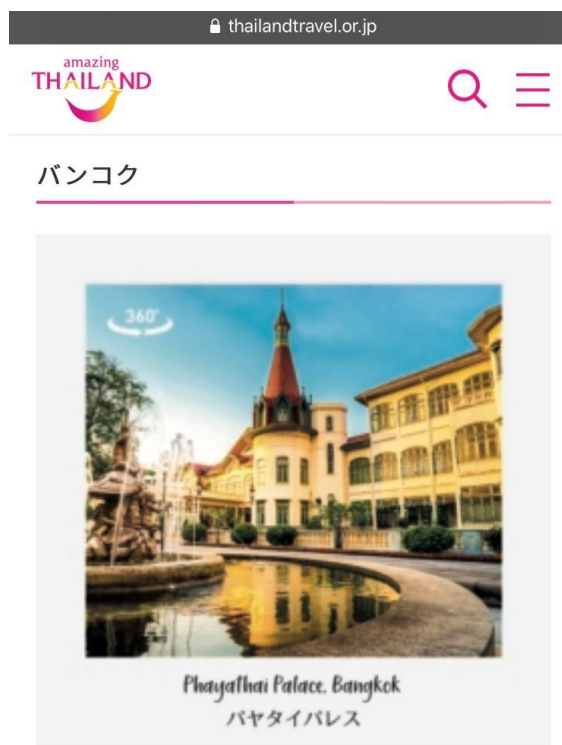 thailandtravel.or.jp
amazing
THAILAND
バンコク
360°
Phayathai Palace, Bangkok
パヤタイパレス